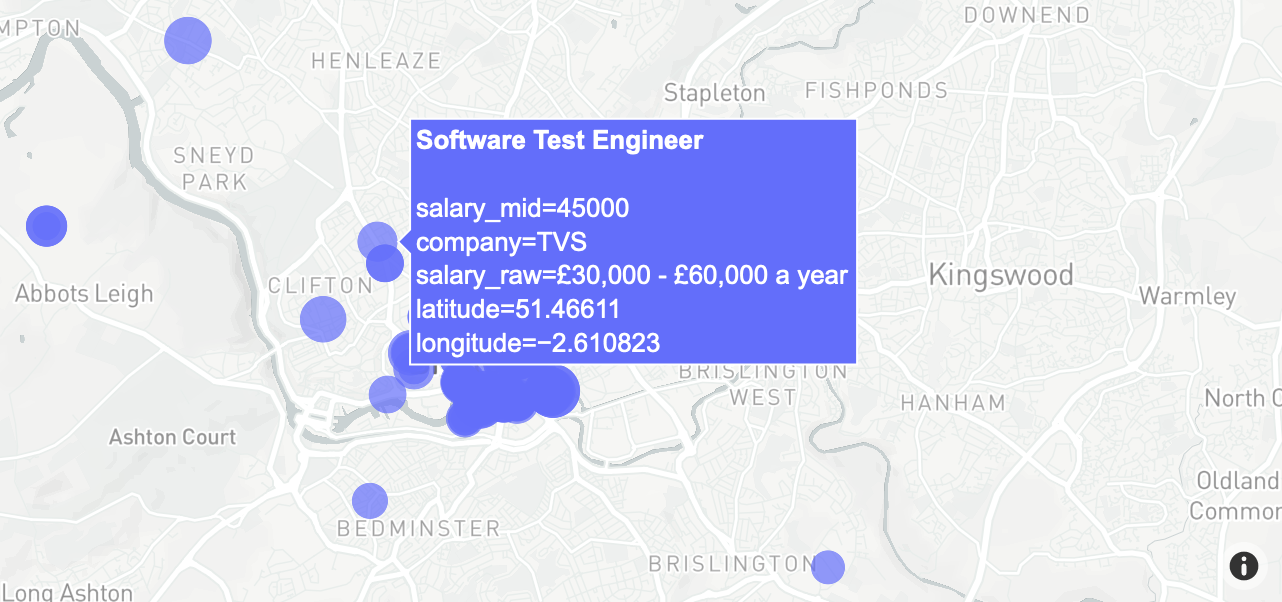 MPTON
DOWNEND
HENLEAZE
Stapleton
FISHPONDS
Software Test Engineer
SNEYD
PARK
salary_mid=45000
company=TVS
salary_raw=£30,000 - £60,000 a year
latitude=51.46611
longitude=−2.610823
CLIFTON
Abbots Leigh
Kingswood
Warmley
BRISLINGTON
WEST
HANHAM
North C
Ashton Court
Oldland
Common
BEDMINSTER
BRISLINGTON
Long Ashton